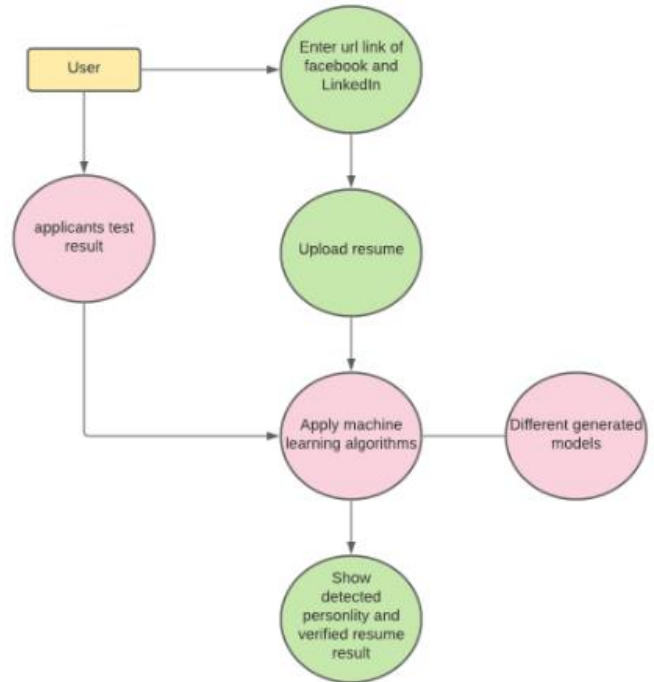 User
Enter url link of
facebook and
LinkedIn
applicants test
result
Upload resume
Apply machine
learning algorithms
Different generated
models
Show
detected
personlity and
verified resume
result